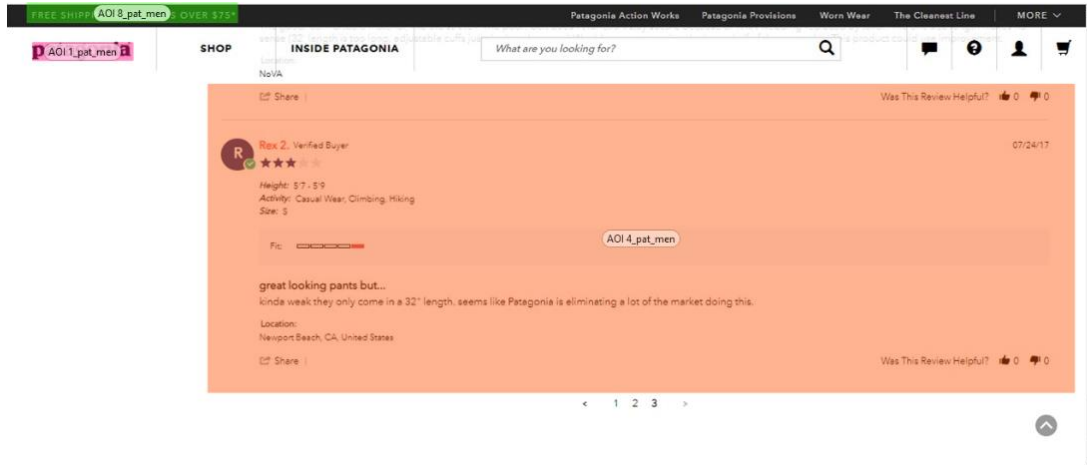 FREE SHIPP AOI 8_pat_men S OVER $75*
Patagonia Action Works Patagonia Provisions Worn Wear The Cleanest Line MORE
p AOI 1_pat_men a
SHOP INSIDE PATAGONIA What are you looking for?
Location:
NoVA
Share Was This Review Helpful? 0 0
R Rex Z. Verified Buyer 07/24/17
Height: 5'7 - 5'9
Activity: Casual Wear, Climbing, Hiking
Size: S
Fit: AOI 4_pat_men
great looking pants but...
kinda weak they only come in a 32" length. seems like Patagonia is eliminating a lot of the market doing this.
Location:
Newport Beach, CA, United States
Share Was This Review Helpful? 0 0
< 1 2 3 >